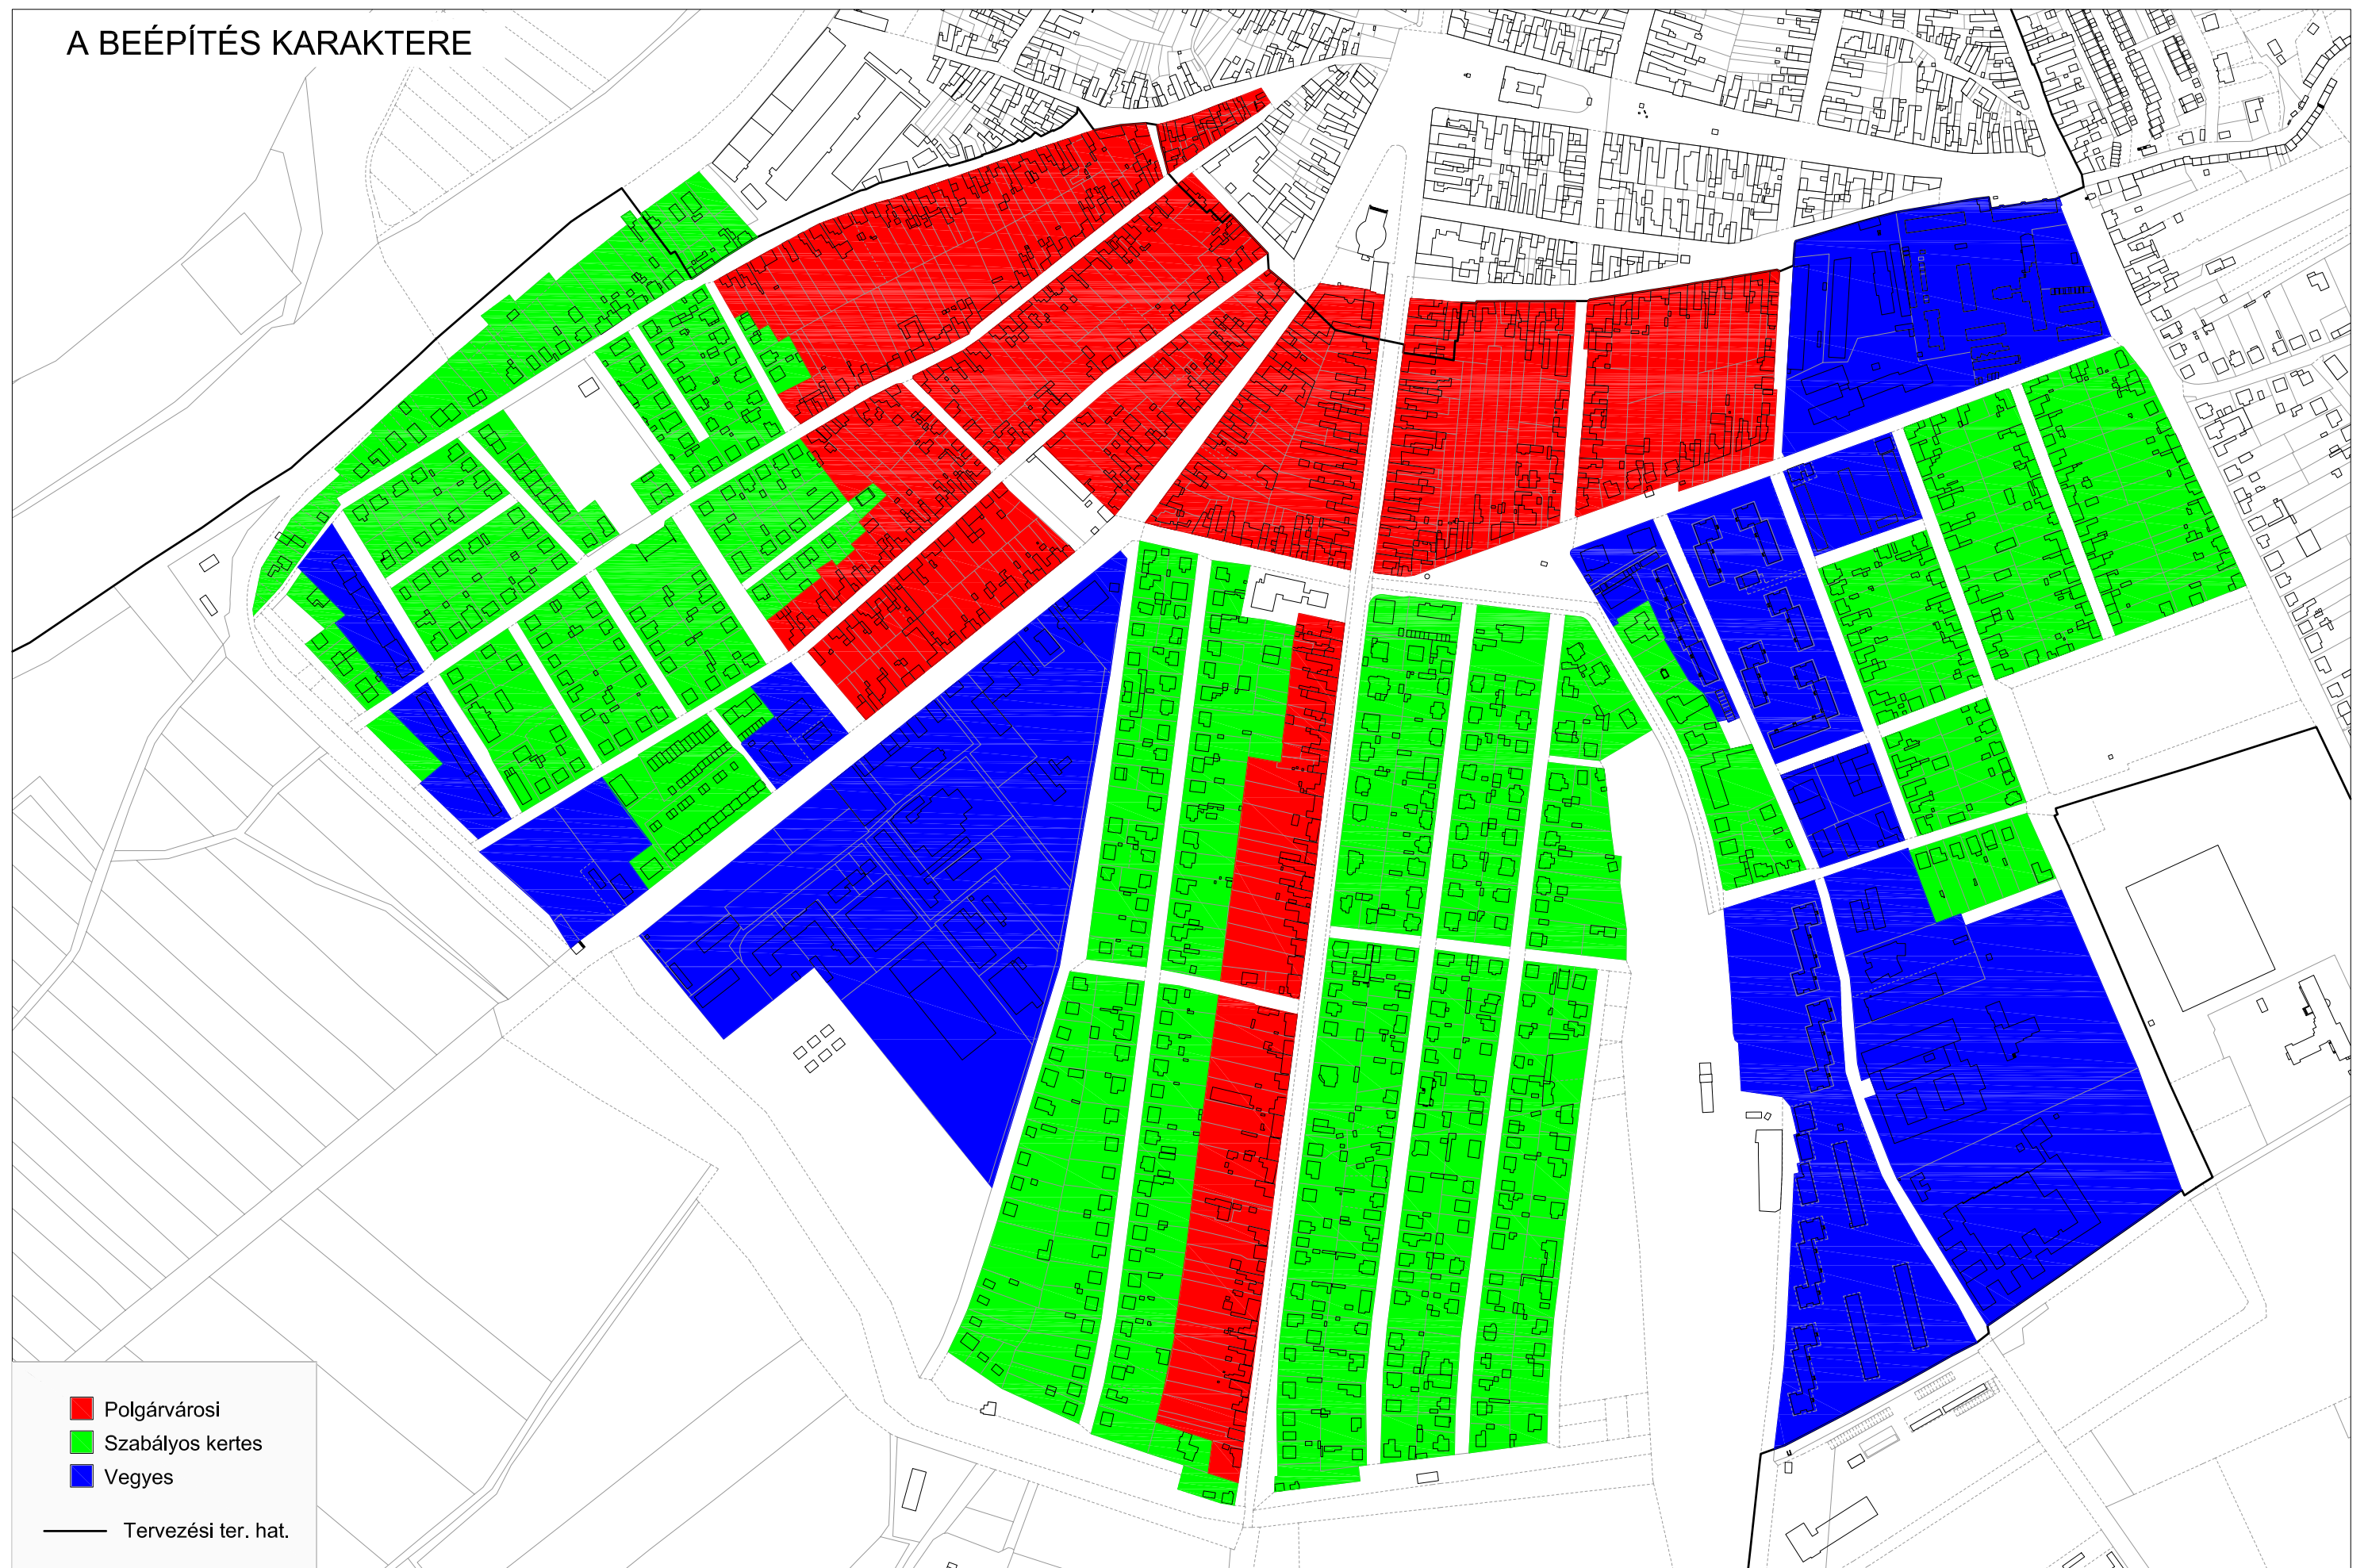 A BEÉPÍTÉS KARAKTERE
Polgárvárosi
Szabályos kertes
Vegyes
Tervezési ter. hat.